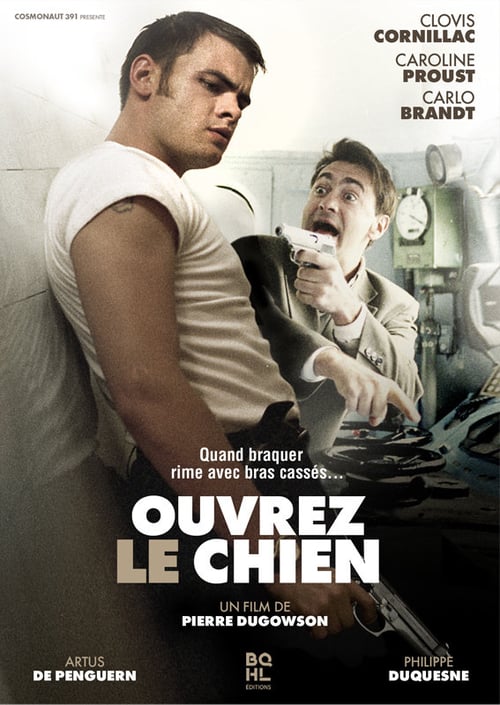 COSMONAUT 391 PRESENTE
CLOVIS
CORNILLAC
CAROLINE
PROUST
CARLO
BRANDT
Quand braquer
rime avec bras cassés...
OUVREZ
LE CHIEN
UN FILM DE
PIERRE DUGOWSON
ARTUS
DE PENGUERN
BQ
HL
ÉDITIONS
PHILIPPE
DUQUESNE